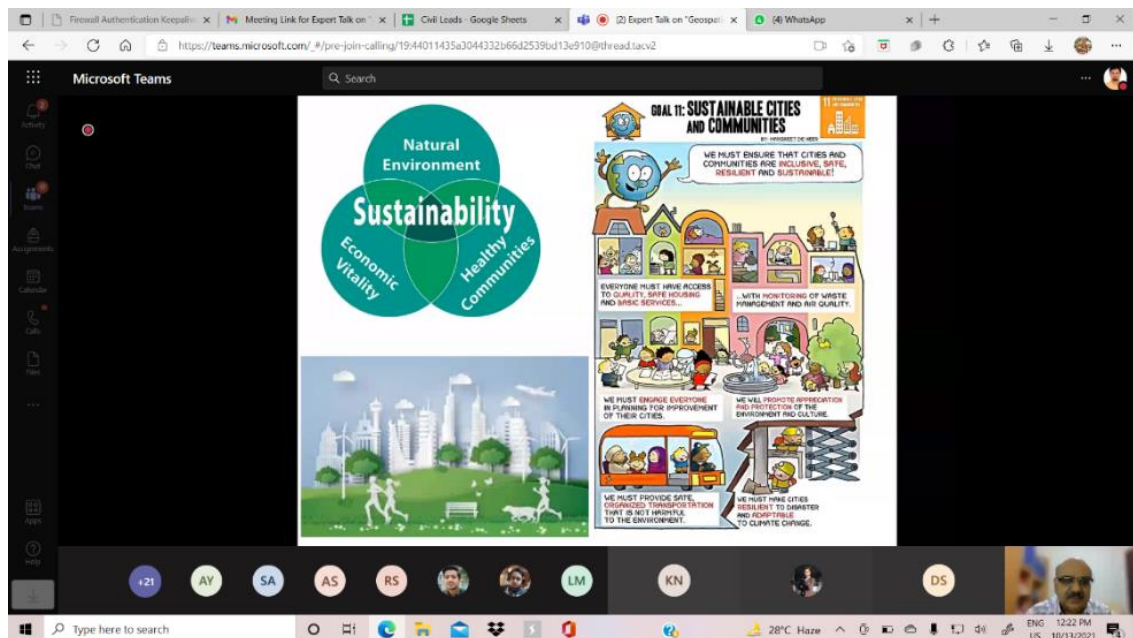 Firewall Authentication Keepaliv
Meeting Link for Expert Talk on "
Civil Leads - Google Sheets
(2) Expert Talk on "Geospati
(4) WhatsApp
https://teams.microsoft.com/_#/pre-join-calling/19:44011435a3044332b66d2539bd13e910@thread.tacv2
Microsoft Teams
Search
Activity
Chat
Teams
Assignments
Calendar
Calls
Files
Apps
Help
Natural
Environment
Sustainability
Economic
Vitality
Healthy
Communities
GOAL 11: SUSTAINABLE CITIES
AND COMMUNITIES
11
BY MARGREET DE HEER
WE MUST ENSURE THAT CITIES AND
COMMUNITIES ARE INCLUSIVE, SAFE,
RESILIENT AND SUSTAINABLE!
EVERYONE MUST HAVE ACCESS
TO QUALITY, SAFE HOUSING
AND BASIC SERVICES...
...WITH MONITORING OF WASTE
MANAGEMENT AND AIR QUALITY.
WE MUST ENGAGE EVERYONE
IN PLANNING FOR IMPROVEMENT
OF THEIR CITIES.
WE WILL PROMOTE APPRECIATION
AND PROTECTION OF THE
ENVIRONMENT AND CULTURE.
WE MUST PROVIDE SAFE,
ORGANIZED TRANSPORTATION
THAT IS NOT HARMFUL
TO THE ENVIRONMENT.
WE MUST MAKE CITIES
RESILIENT TO DISASTER
AND ADAPTABLE
TO CLIMATE CHANGE.
+21
AY
SA
AS
RS
LM
KN
DS
Type here to search
28°C Haze
ENG
US
12:22 PM
10/13/2021